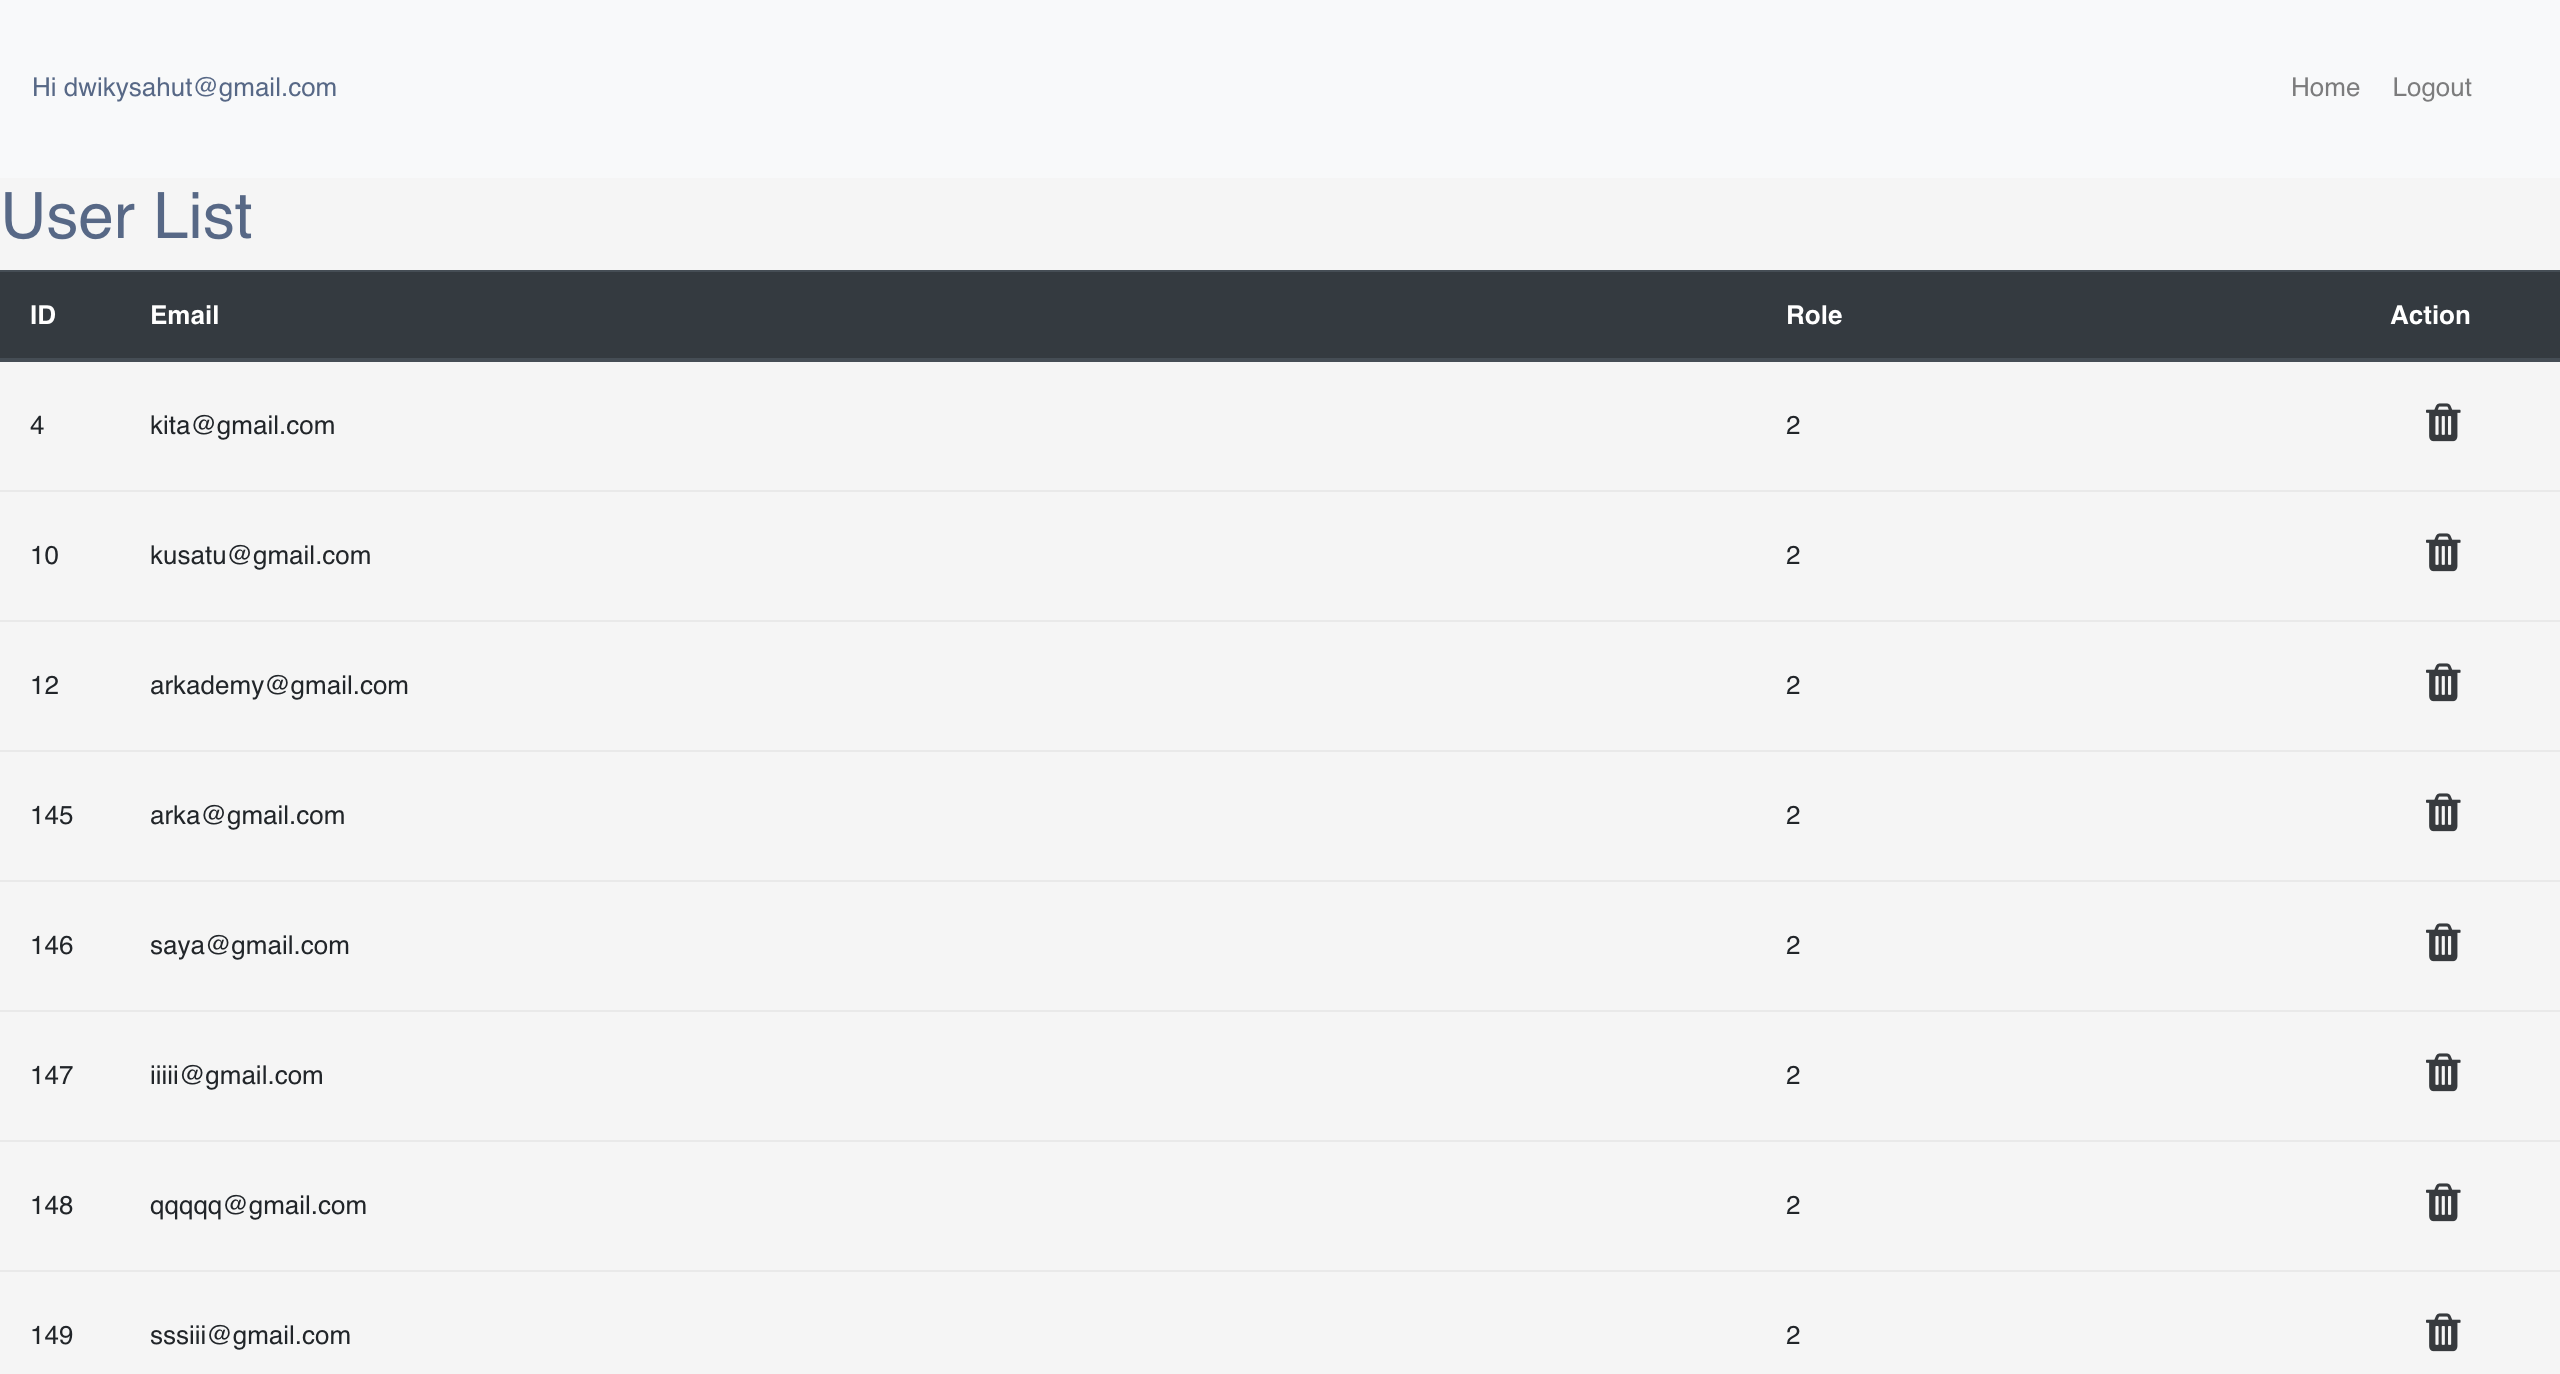 Hi dwikysahut@gmail.com Home Logout
User List
ID Email Role Action
4 kita@gmail.com 2
10 kusatu@gmail.com 2
12 arkademy@gmail.com 2
145 arka@gmail.com 2
146 saya@gmail.com 2
147 iiiii@gmail.com 2
148 qqqqq@gmail.com 2
149 sssiii@gmail.com 2